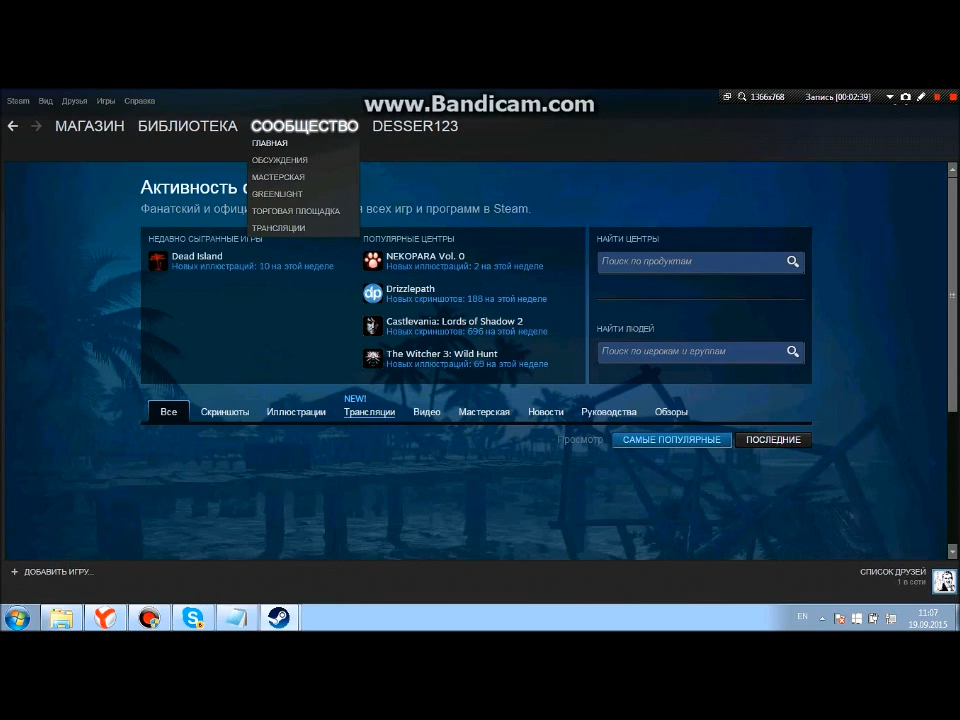 www.Bandicam.com
1366x768 Запись [00:02:39]
Steam Вид Друзья Игры Справка
МАГАЗИН БИБЛИОТЕКА СООБЩЕСТВО DESSER123
ГЛАВНАЯ
ОБСУЖДЕНИЯ
МАСТЕРСКАЯ
GREENLIGHT
ТОРГОВАЯ ПЛОЩАДКА
ТРАНСЛЯЦИИ
Активность
Фанатский и офиц всех игр и программ в Steam.
НЕДАВНО СЫГРАННЫЕ ИГРЫ
Dead Island
Новых иллюстраций: 10 на этой неделе
ПОПУЛЯРНЫЕ ЦЕНТРЫ
NEKOPARA Vol. 0
Новых иллюстраций: 2 на этой неделе
Drizzlepath
Новых скриншотов: 188 на этой неделе
Castlevania: Lords of Shadow 2
Новых скриншотов: 696 на этой неделе
The Witcher 3: Wild Hunt
Новых иллюстраций: 69 на этой неделе
НАЙТИ ЦЕНТРЫ
Поиск по продуктам
НАЙТИ ЛЮДЕЙ
Поиск по игрокам и группам
NEW!
Все Скриншоты Иллюстрации Трансляции Видео Мастерская Новости Руководства Обзоры
Просмотр САМЫЕ ПОПУЛЯРНЫЕ ПОСЛЕДНИЕ
+ ДОБАВИТЬ ИГРУ...
СПИСОК ДРУЗЕЙ
1 в сети
EN
11:07
19.09.2015